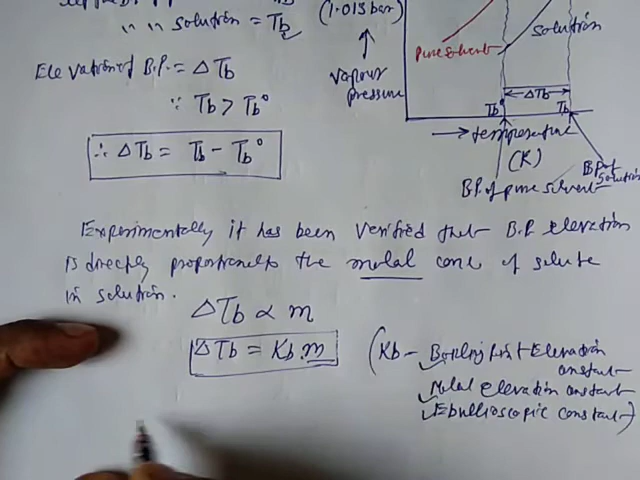 " " solution = Tb
(1.013 bar)
Vapour
pressure
Pure solvent
solution
Elevation of B.P. = ΔTb
∵ Tb > Tb°
∴ ΔTb = Tb - Tb°
ΔTb
Tb° Tb
temperature
(K)
B.P. of pure solvent
B.P. of
solution
Experimentally it has been verified that B.P. elevation
is directly proportional to the molal conc of solute
in solution.
ΔTb ∝ m
ΔTb = Kb.m
(Kb - Boiling point Elevation
constant
Molal elevation constant
Ebullioscopic constant)